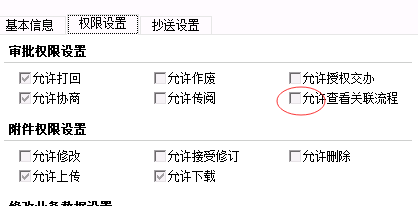 基本信息 权限设置 抄送设置
审批权限设置
允许打回 允许作废 允许授权交办
允许协商 允许传阅 允许查看关联流程
附件权限设置
允许修改 允许接受修订 允许删除
允许上传 允许下载